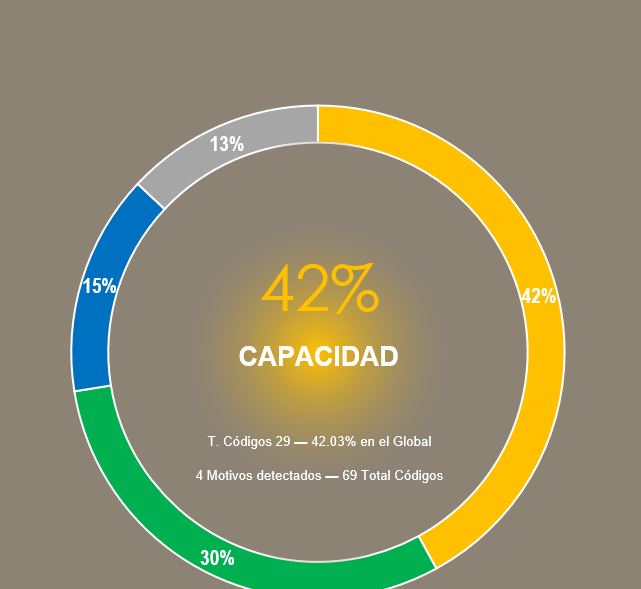 13%
42%
15%
42%
CAPACIDAD
T. Códigos 29 — 42.03% en el Global
4 Motivos detectados — 69 Total Códigos
30%